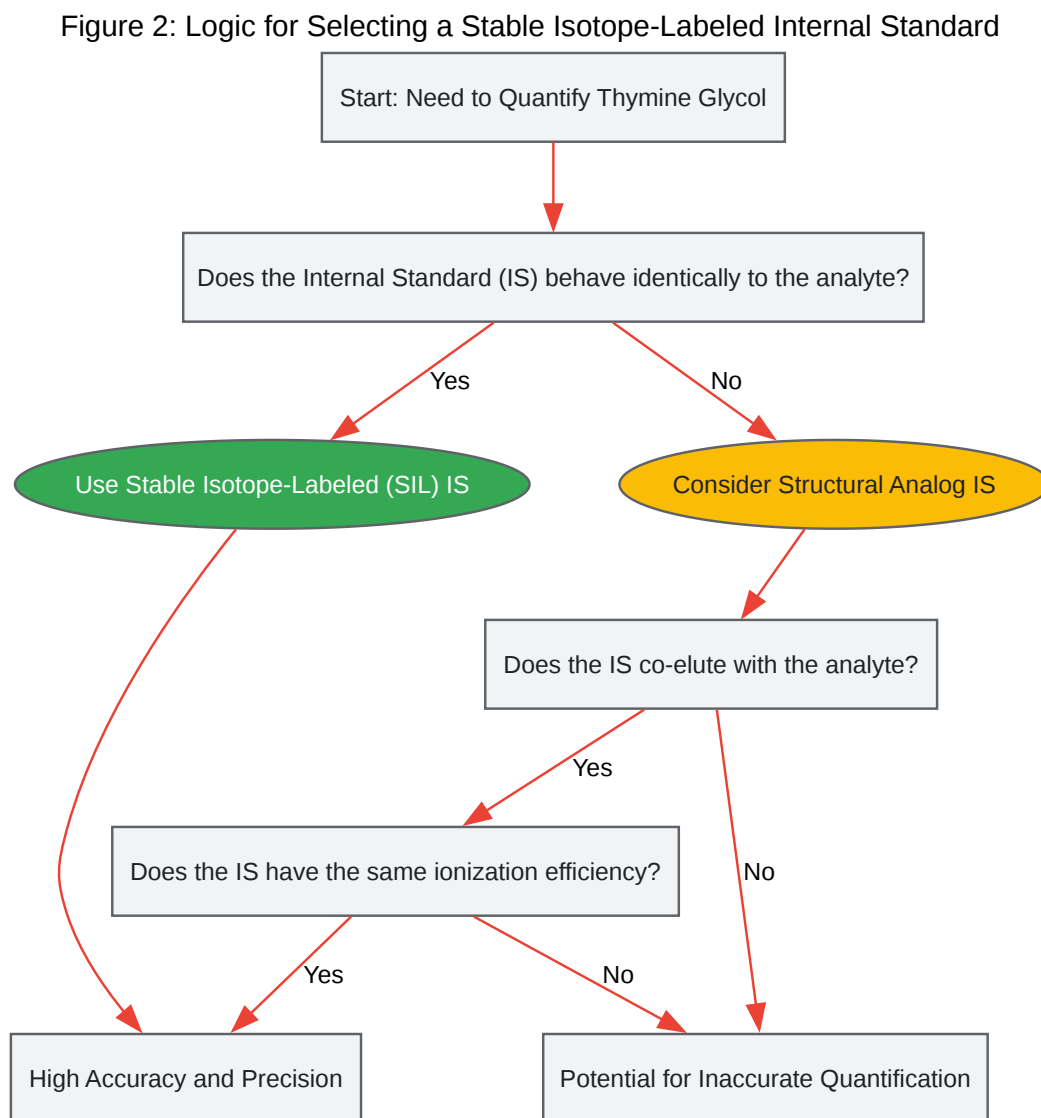 Figure 2: Logic for Selecting a Stable Isotope-Labeled Internal Standard
Start: Need to Quantify Thymine Glycol
Does the Internal Standard (IS) behave identically to the analyte?
Yes
No
Use Stable Isotope-Labeled (SIL) IS
Consider Structural Analog IS
Does the IS co-elute with the analyte?
Yes
Does the IS have the same ionization efficiency?
No
Yes
No
High Accuracy and Precision
Potential for Inaccurate Quantification